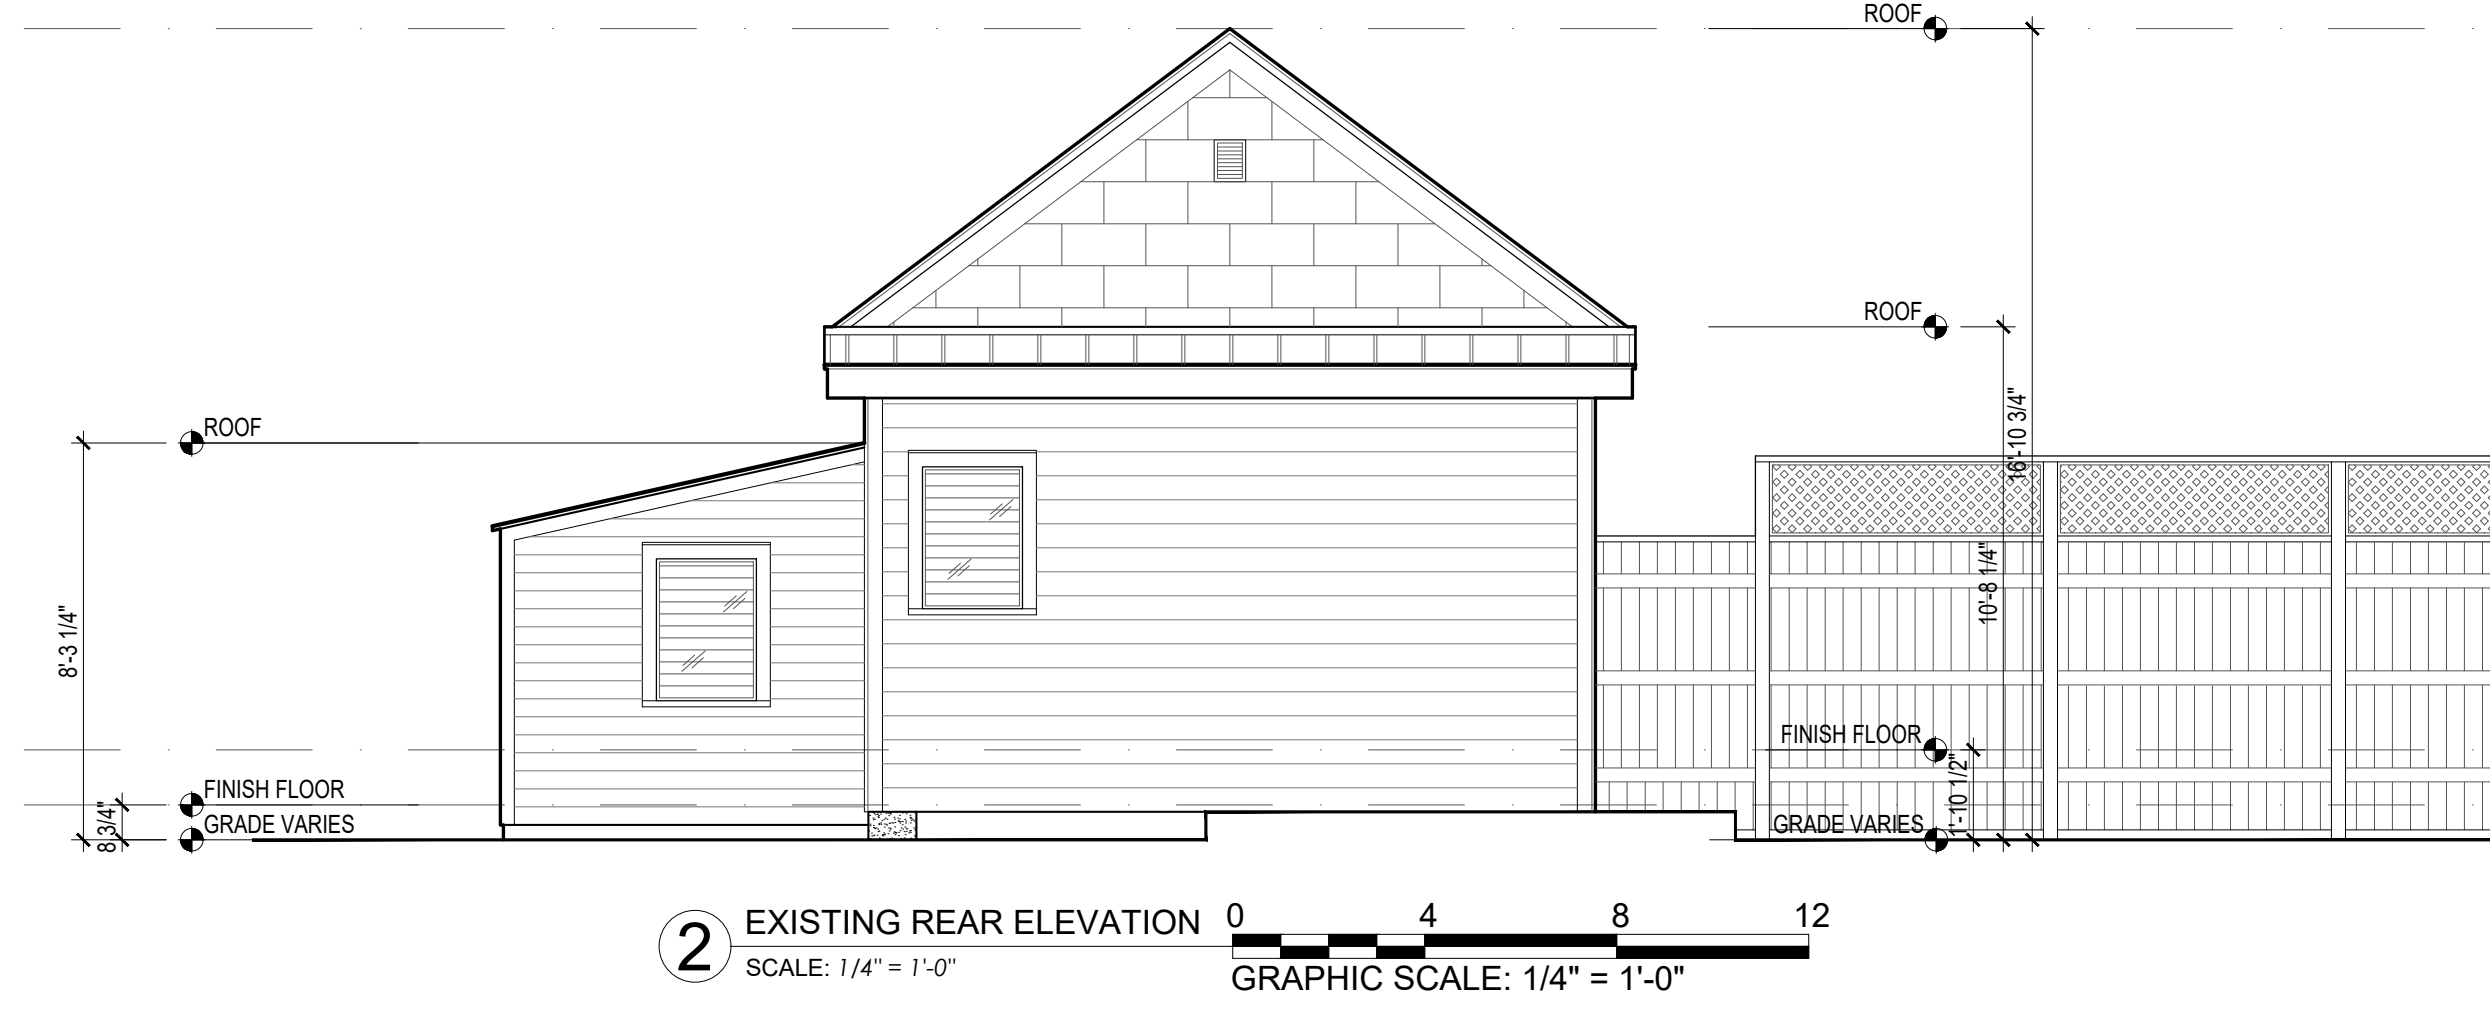 ROOF
ROOF
16'-10 3/4"
ROOF
10'-8 1/4"
8'-3 1/4"
FINISH FLOOR
1'-10 1/2"
FINISH FLOOR
8 3/4"
GRADE VARIES
GRADE VARIES
2
EXISTING REAR ELEVATION
SCALE: 1/4" = 1'-0"
0 4 8 12
GRAPHIC SCALE: 1/4" = 1'-0"